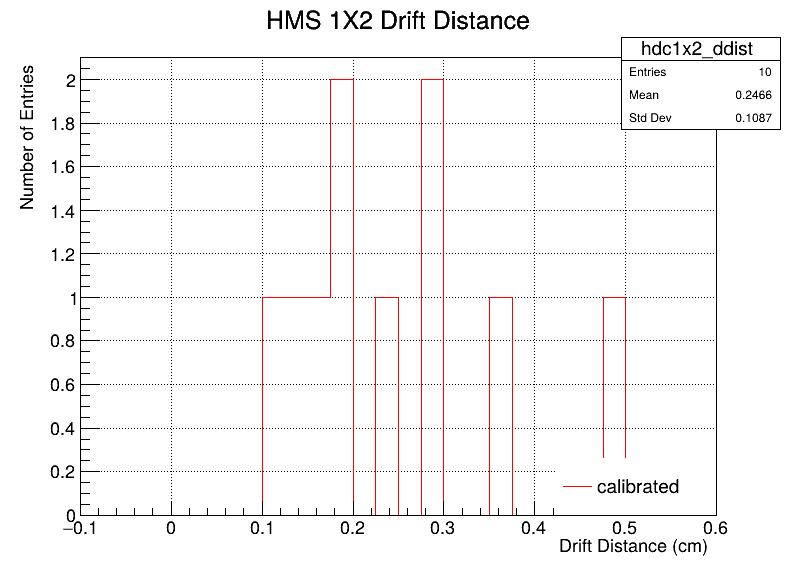 HMS 1X2 Drift Distance
hdc1x2_ddist
Entries 10
Mean 0.2466
Std Dev 0.1087
Number of Entries
2
1.8
1.6
1.4
1.2
1
0.8
0.6
0.4
0.2
0
−0.1 0 0.1 0.2 0.3 0.4 0.5 0.6
calibrated
Drift Distance (cm)